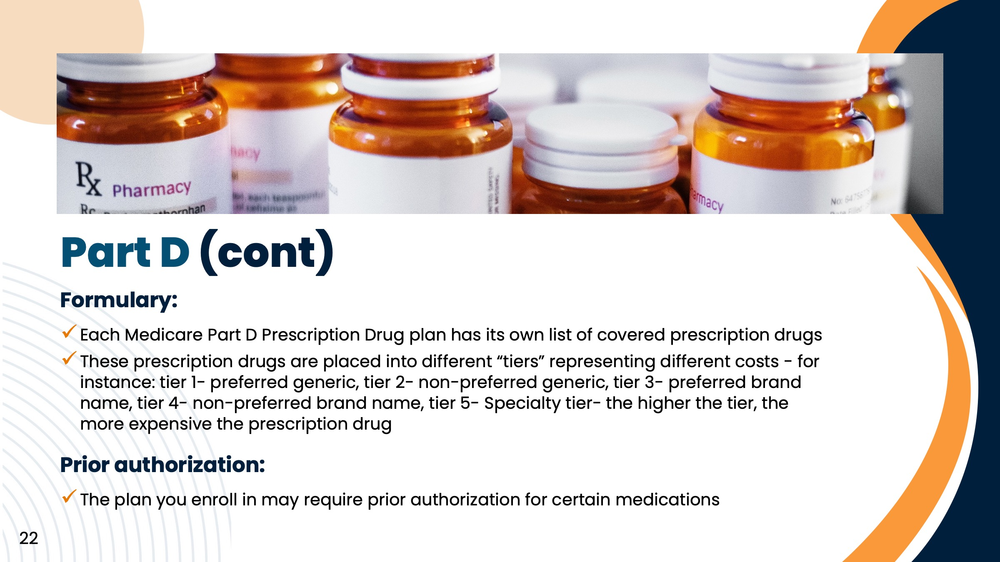 Rx Pharmacy
Part D (cont)
Formulary:
✓ Each Medicare Part D Prescription Drug plan has its own list of covered prescription drugs
✓ These prescription drugs are placed into different “tiers” representing different costs - for
instance: tier 1- preferred generic, tier 2- non-preferred generic, tier 3- preferred brand
name, tier 4- non-preferred brand name, tier 5- Specialty tier- the higher the tier, the
more expensive the prescription drug
Prior authorization:
✓ The plan you enroll in may require prior authorization for certain medications
22